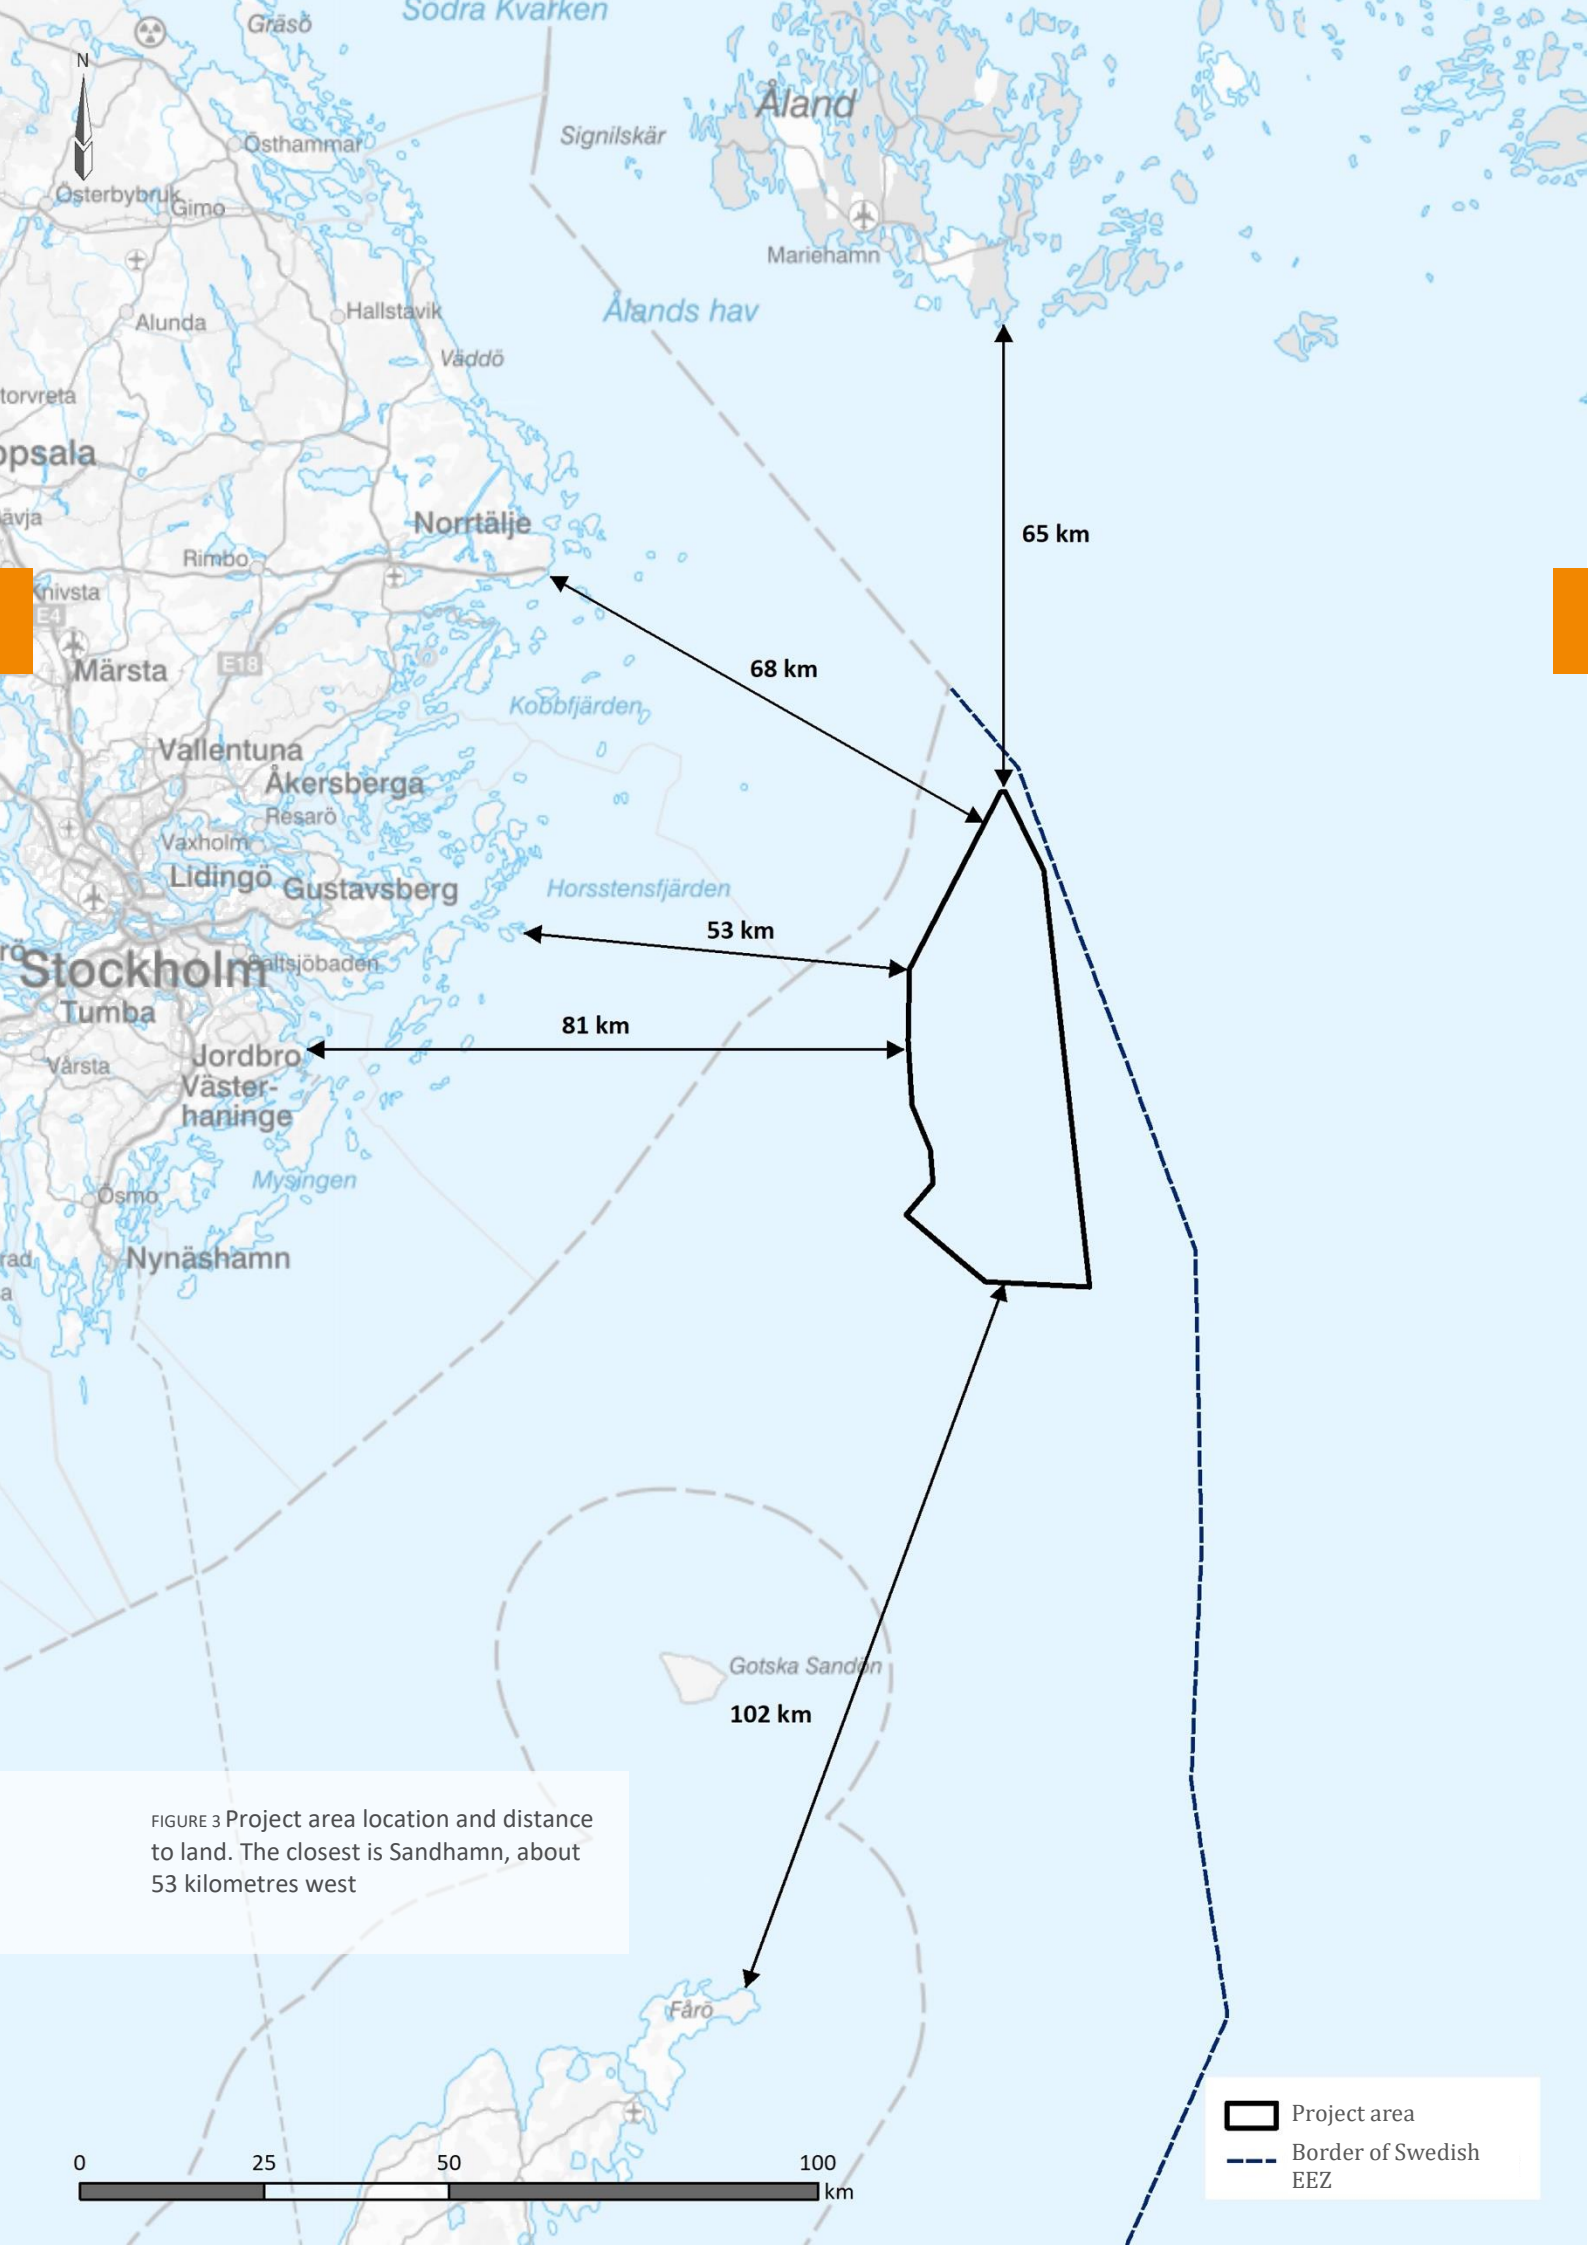 Södra Kvarken
Gräsö
N
Åland
Signilskär
Östhammar
Österbybruk
Gimo
Mariehamn
Ålands hav
Hallstavik
Alunda
Väddö
torvreta
psala
Norrtälje
ävja
65 km
Rimbo
Knivsta
E4
E18
Märsta
68 km
Kobbfjärden
Vallentuna
Åkersberga
Resarö
Vaxholm
Lidingö
Gustavsberg
Horsstensfjärden
53 km
rö
Stockholm
Saltsjöbaden
Tumba
81 km
Jordbro
Vårsta
Väster-
haninge
Mysingen
Ösmo
rad
Nynäshamn
a
Gotska Sandön
102 km
FIGURE 3 Project area location and distance
to land. The closest is Sandhamn, about
53 kilometres west
Fårö
Project area
Border of Swedish
EEZ
0 25 50 100
km